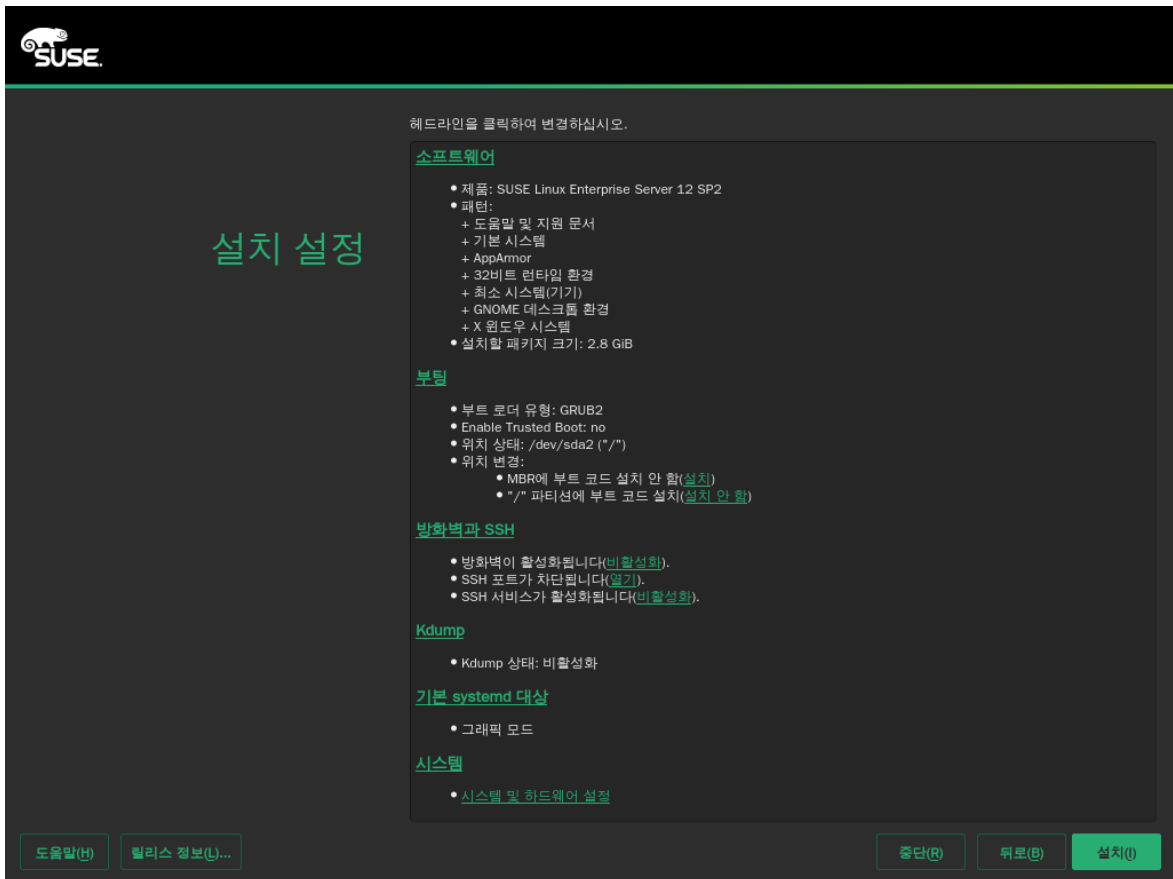 SUSE.
헤드라인을 클릭하여 변경하십시오.
설치 설정
소프트웨어
• 제품: SUSE Linux Enterprise Server 12 SP2
• 패턴:
+ 도움말 및 지원 문서
+ 기본 시스템
+ AppArmor
+ 32비트 런타임 환경
+ 최소 시스템(기기)
+ GNOME 데스크톱 환경
+ X 윈도우 시스템
• 설치할 패키지 크기: 2.8 GiB
부팅
• 부트 로더 유형: GRUB2
• Enable Trusted Boot: no
• 위치 상태: /dev/sda2 ("/")
• 위치 변경:
• MBR에 부트 코드 설치 안 함(설치)
• "/" 파티션에 부트 코드 설치(설치 안 함)
방화벽과 SSH
• 방화벽이 활성화됩니다(비활성화).
• SSH 포트가 차단됩니다(열기).
• SSH 서비스가 활성화됩니다(비활성화).
Kdump
• Kdump 상태: 비활성화
기본 systemd 대상
• 그래픽 모드
시스템
• 시스템 및 하드웨어 설정
도움말(H) 릴리스 정보(L)... 중단(R) 뒤로(B) 설치(I)